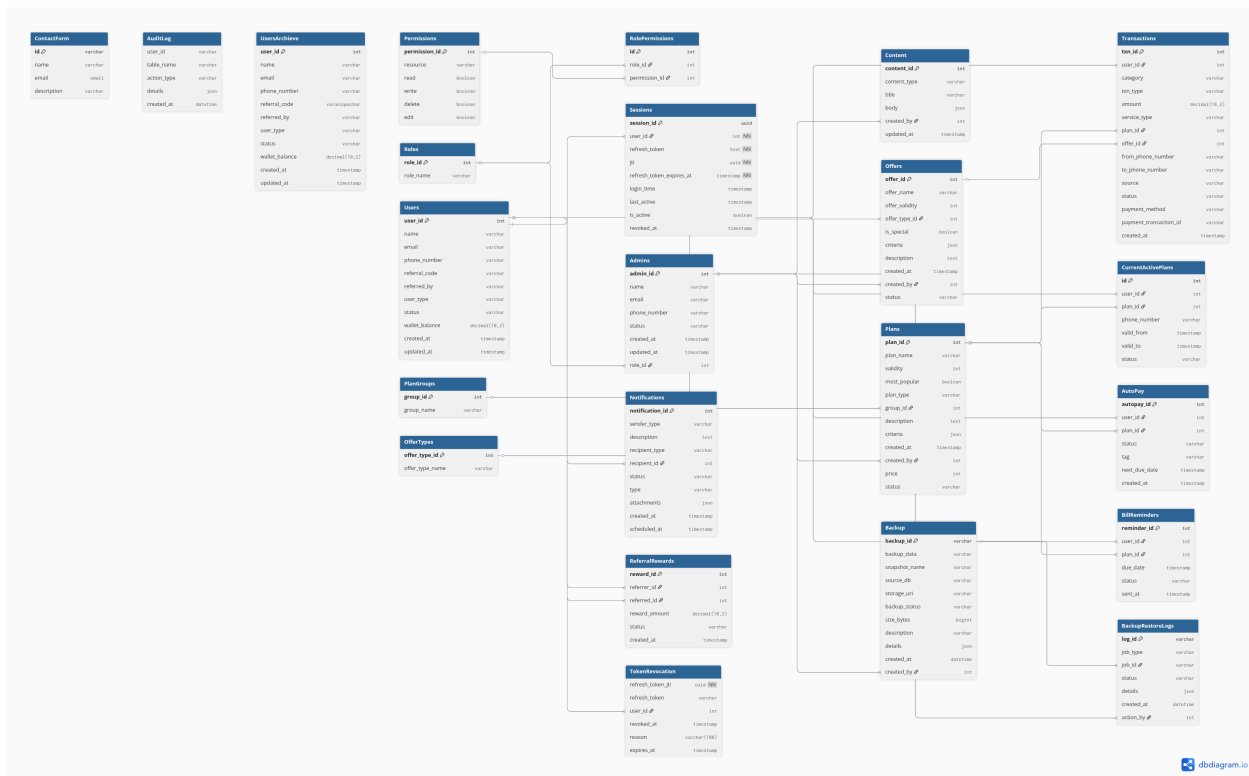 ContactForm
id varchar
name varchar
email email
description varchar
AuditLog
user_id varchar
table_name varchar
action_type varchar
details json
created_at datetime
UsersArchieve
user_id int
name varchar
email varchar
phone_number varchar
referral_code varuniquechar
referred_by varchar
user_type varchar
status varchar
wallet_balance decimal(10,2)
created_at timestamp
updated_at timestamp
Permissions
permission_id int
resource varchar
read boolean
write boolean
delete boolean
edit boolean
Roles
role_id int
role_name varchar
Users
user_id int
name varchar
email varchar
phone_number varchar
referral_code varchar
referred_by varchar
user_type varchar
status varchar
wallet_balance decimal(10,2)
created_at timestamp
updated_at timestamp
PlanGroups
group_id int
group_name varchar
OfferTypes
offer_type_id int
offer_type_name varchar
RolePermissions
id int
role_id int
permission_id int
Sessions
session_id uuid
user_id int NN
refresh_token text NN
jti uuid NN
refresh_token_expires_at timestamp NN
login_time timestamp
last_active timestamp
is_active boolean
revoked_at timestamp
Admins
admin_id int
name varchar
email varchar
phone_number varchar
status varchar
created_at timestamp
updated_at timestamp
role_id int
Notifications
notification_id int
sender_type varchar
description text
recipient_type varchar
recipient_id int
status varchar
type varchar
attachments json
created_at timestamp
scheduled_at timestamp
ReferralRewards
reward_id int
referrer_id int
referred_id int
reward_amount
status varchar
created_at timestamp
TokenRevocation
refresh_token_jti uuid NN
refresh_token varchar
user_id int
revoked_at timestamp
reason varchar(100)
expires_at timestamp
Content
content_id int
content_type varchar
title varchar
body json
created_by int
updated_at timestamp
Offers
offer_id int
offer_name varchar
offer_validity int
offer_type_id int
is_special boolean
criteria json
description text
created_at timestamp
created_by int
status varchar
Plans
plan_id int
plan_name varchar
validity int
most_popular boolean
plan_type varchar
group_id int
description text
criteria json
created_at timestamp
created_by int
price int
status varchar
Backup
backup_id varchar
backup_data varchar
snapshot_name varchar
source_db varchar
storage_url varchar
backup_status varchar
size_bytes bigint
description varchar
details json
created_at datetime
created_by int
Transactions
txn_id int
user_id int
category varchar
txn_type varchar
amount decimal(10,2)
service_type varchar
plan_id int
offer_id int
from_phone_number varchar
to_phone_number varchar
source varchar
status varchar
payment_method varchar
payment_transaction_id varchar
created_at timestamp
CurrentActivePlans
id int
user_id int
plan_id int
phone_number varchar
valid_from timestamp
valid_to timestamp
status varchar
AutoPay
autopay_id int
user_id int
plan_id int
status varchar
tag varchar
next_due_date timestamp
created_at timestamp
BillReminders
reminder_id int
user_id int
plan_id int
due_date timestamp
status varchar
sent_at timestamp
BackupRestoreLogs
log_id varchar
job_type varchar
job_id varchar
status varchar
details json
created_at datetime
action_by int
dbdiagram.io